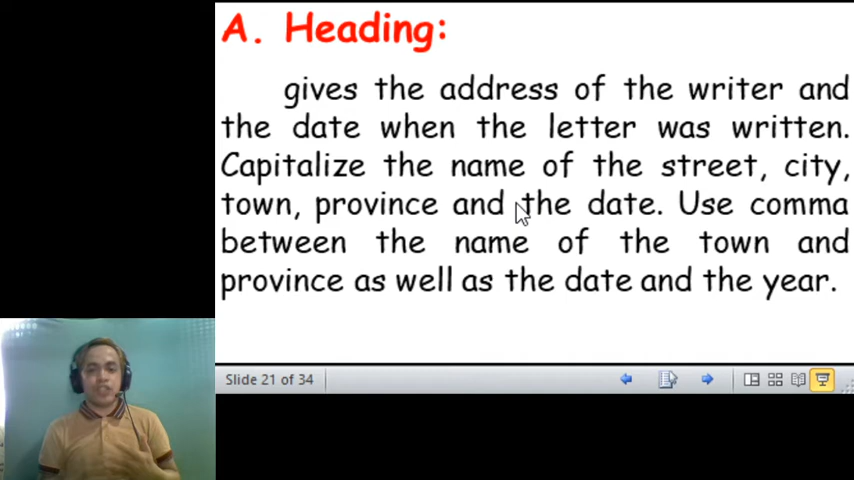 A. Heading:
gives the address of the writer and
the date when the letter was written.
Capitalize the name of the street, city,
town, province and the date. Use comma
between the name of the town and
province as well as the date and the year.
Slide 21 of 34